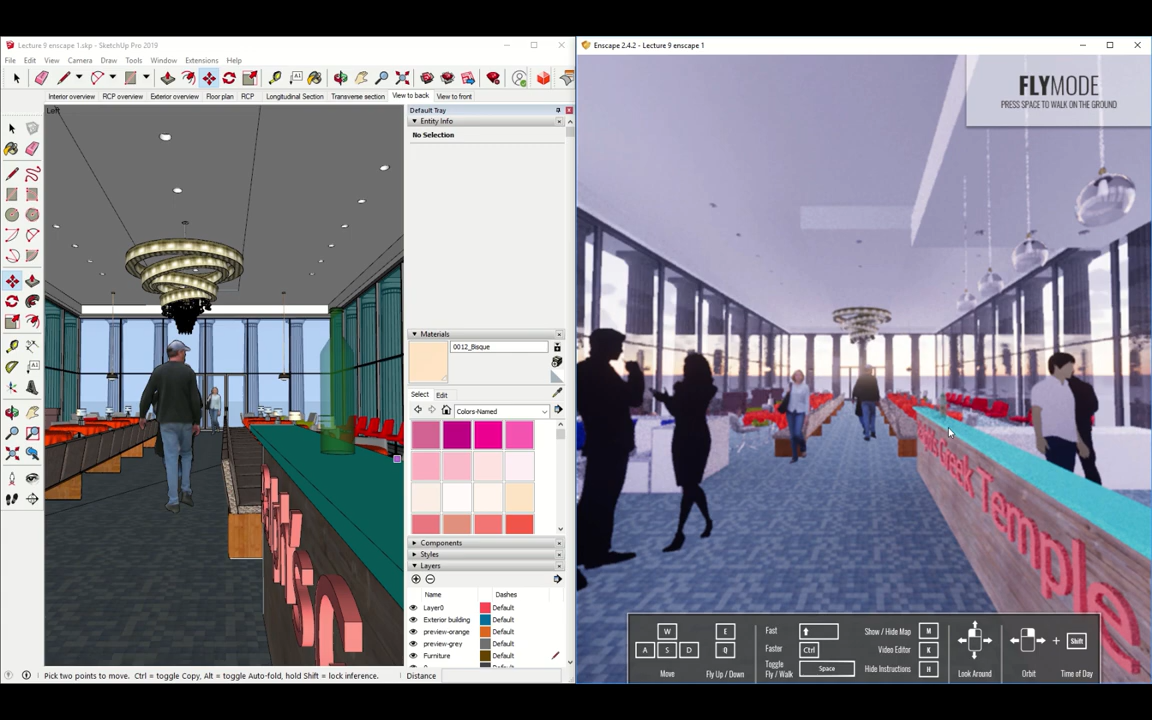 Lecture 9 enscape 1.skp - SketchUp Pro 2019
File Edit View Camera Draw Tools Window Extensions Help
Interior overview RCP overview Exterior overview Floor plan RCP Longitudinal Section Transverse section View to back View to front
Left
Default Tray
Entity Info
No Selection
Materials
0012_Bisque
Select Edit
Colors-Named
Components
Styles
Layers
Name Dashes
Layer0 Default
Exterior building Default
preview-orange Default
preview-grey Default
Furniture Default
Pick two points to move. Ctrl = toggle Copy, Alt = toggle Auto-fold, hold Shift = lock inference.
Distance
Enscape 2.4.2 - Lecture 9 enscape 1
FLYMODE
PRESS SPACE TO WALK ON THE GROUND
Greek Temple
W
A S D
Move
E
Q
Fly Up / Down
Fast
Faster Ctrl
Toggle
Fly / Walk Space
Show / Hide Map M
Video Editor K
Hide Instructions H
Look Around
Orbit
+ Shift
Time of Day